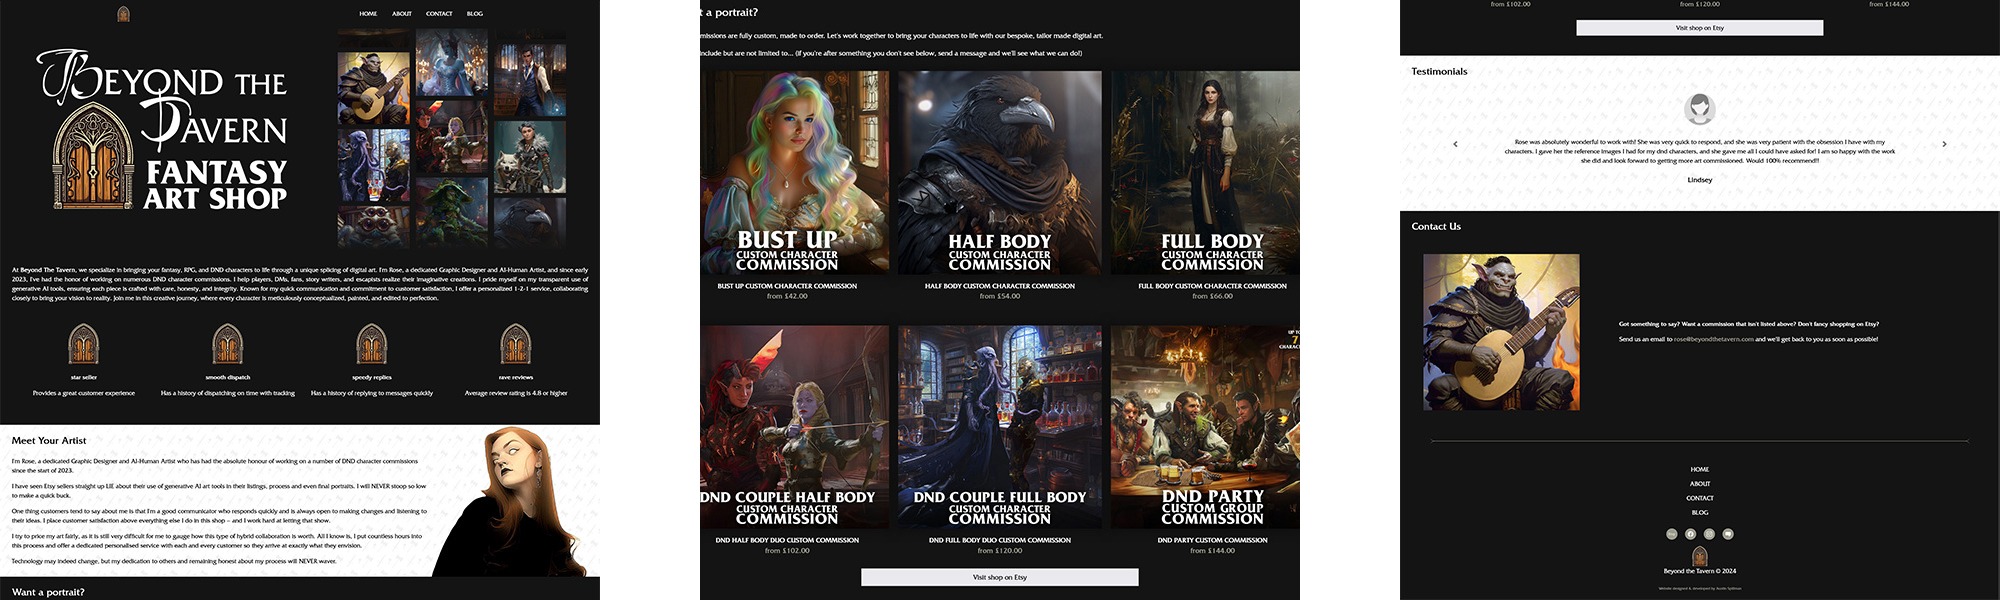 HOME ABOUT CONTACT BLOG
BEYOND THE
TAVERN
FANTASY
ART SHOP
At Beyond The Tavern, we specialize in bringing your fantasy, RPG, and DND characters to life through a unique splicing of digital art. I'm Rose, a dedicated Graphic Designer and AI-Human Artist, and since early
2023, I've had the honor of working on numerous DND character commissions. I help players, DMs, fans, story writers, and escapists realize their imaginative creations. I pride myself on my transparent use of
generative AI tools, ensuring each piece is crafted with care, honesty, and integrity. Known for my quick communication and commitment to customer satisfaction, I offer a personalized 1-2-1 service, collaborating
closely to bring your vision to reality. Join me in this creative journey, where every character is meticulously conceptualized, painted, and edited to perfection.
star seller
Provides a great customer experience
smooth dispatch
Has a history of dispatching on time with tracking
speedy replies
Has a history of replying to messages quickly
rave reviews
Average review rating is 4.8 or higher
Meet Your Artist
I'm Rose, a dedicated Graphic Designer and AI-Human Artist who has had the absolute honour of working on a number of DND character commissions
since the start of 2023.
I have seen Etsy sellers straight up LIE about their use of generative AI art tools in their listings, process and even final portraits. I will NEVER stoop so low
to make a quick buck.
One thing customers tend to say about me is that I'm a good communicator who responds quickly and is always open to making changes and listening to
their ideas. I place customer satisfaction above everything else I do in this shop – and I work hard at letting that show.
I try to price my art fairly, as it is still very difficult for me to gauge how this type of hybrid collaboration is worth. All I know is, I put countless hours into
this process and offer a dedicated personalised service with each and every customer so they arrive at exactly what they envision.
Technology may indeed change, but my dedication to others and remaining honest about my process will NEVER waver.
Want a portrait?
t a portrait?
missions are fully custom, made to order. Let's work together to bring your characters to life with our bespoke, tailor made digital art.
include but are not limited to... (if you're after something you don't see below, send a message and we'll see what we can do!)
BUST UP
CUSTOM CHARACTER
COMMISSION
BUST UP CUSTOM CHARACTER COMMISSION
from £42.00
HALF BODY
CUSTOM CHARACTER
COMMISSION
HALF BODY CUSTOM CHARACTER COMMISSION
from £54.00
FULL BODY
CUSTOM CHARACTER
COMMISSION
FULL BODY CUSTOM CHARACTER COMMISSION
from £66.00
DND COUPLE HALF BODY
CUSTOM CHARACTER
COMMISSION
DND HALF BODY DUO CUSTOM COMMISSION
from £102.00
DND COUPLE FULL BODY
CUSTOM CHARACTER
COMMISSION
DND FULL BODY DUO CUSTOM COMMISSION
from £120.00
UP TO
7
CHARAC
DND PARTY
CUSTOM GROUP
COMMISSION
DND PARTY CUSTOM COMMISSION
from £144.00
Visit shop on Etsy
from £102.00 from £120.00 from £144.00
Visit shop on Etsy
Testimonials
Rose was absolutely wonderful to work with! She was very quick to respond, and she was very patient with the obsession I have with my
characters. I gave her the reference images I had for my dnd characters, and she gave me all I could have asked for! I am so happy with the work
she did and look forward to getting more art commissioned. Would 100% recommend!!
Lindsey
Contact Us
Got something to say? Want a commission that isn't listed above? Don't fancy shopping on Etsy?
Send us an email to rose@beyondthetavern.com and we'll get back to you as soon as possible!
HOME
ABOUT
CONTACT
BLOG
Beyond the Tavern © 2024